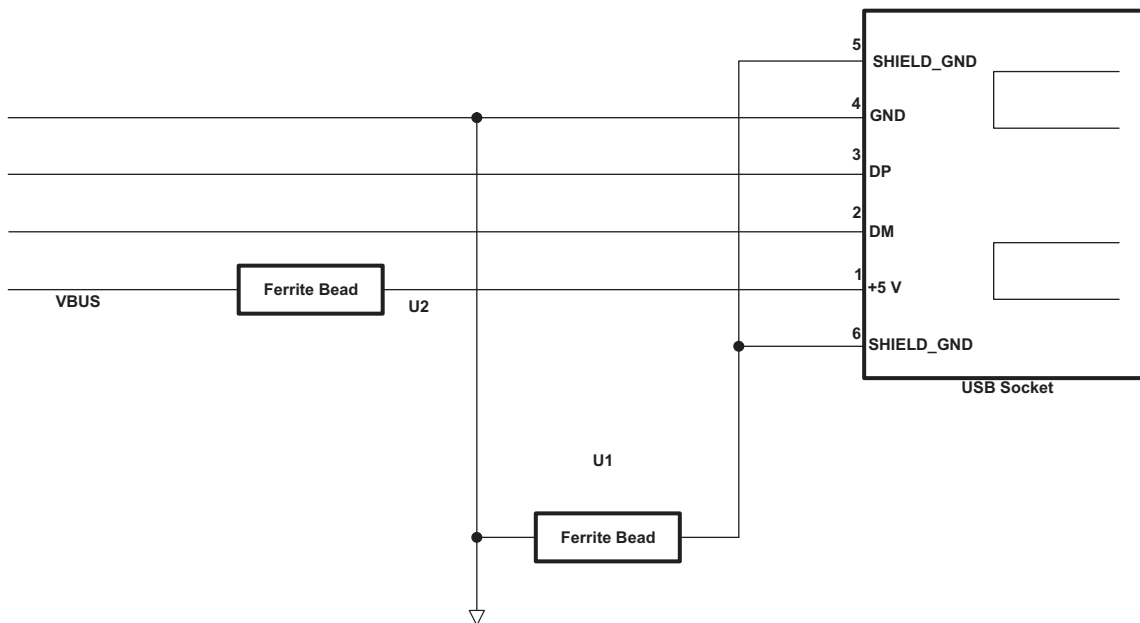 5
SHIELD_GND
4
GND
3
DP
2
DM
1
+5 V
Ferrite Bead
VBUS
U2
6
SHIELD_GND
USB Socket
U1
Ferrite Bead